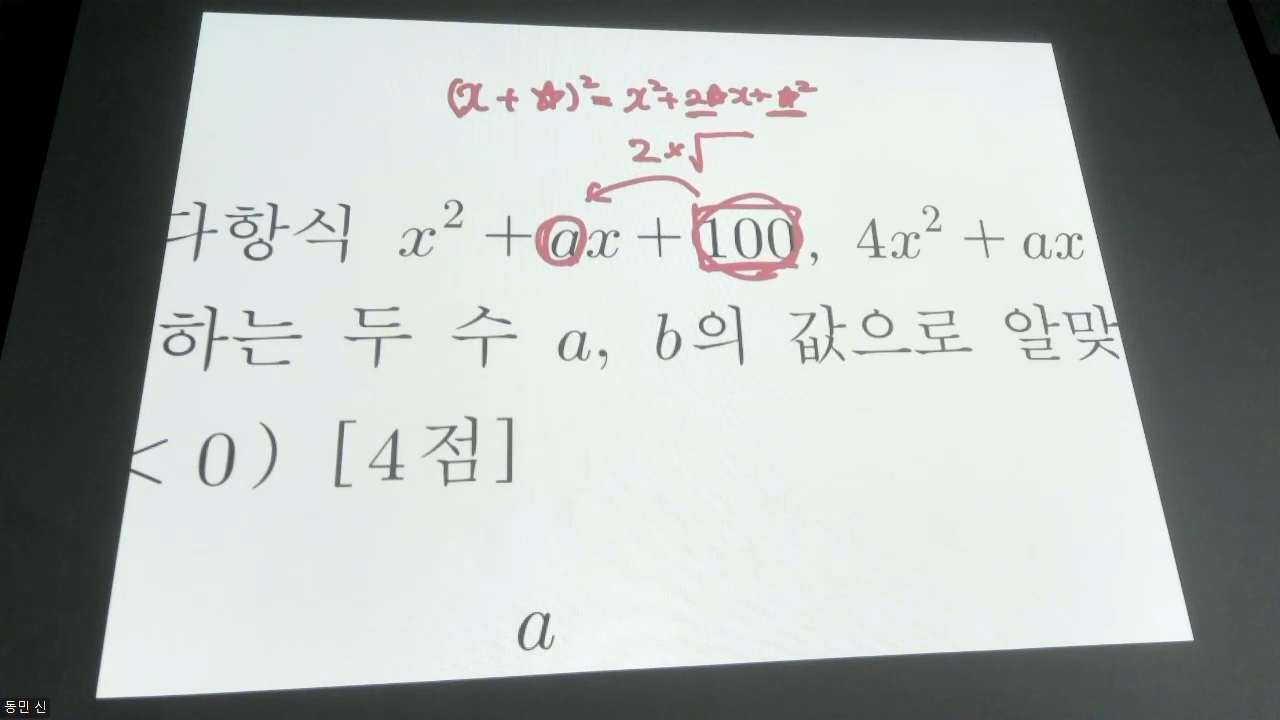 (x + ☆)² = x² + 2☆x + ☆²
2 × √
다항식 x² + ax + 100, 4x² + ax
하는 두 수 a, b의 값으로 알맞
< 0) [4점]
a
동민 신